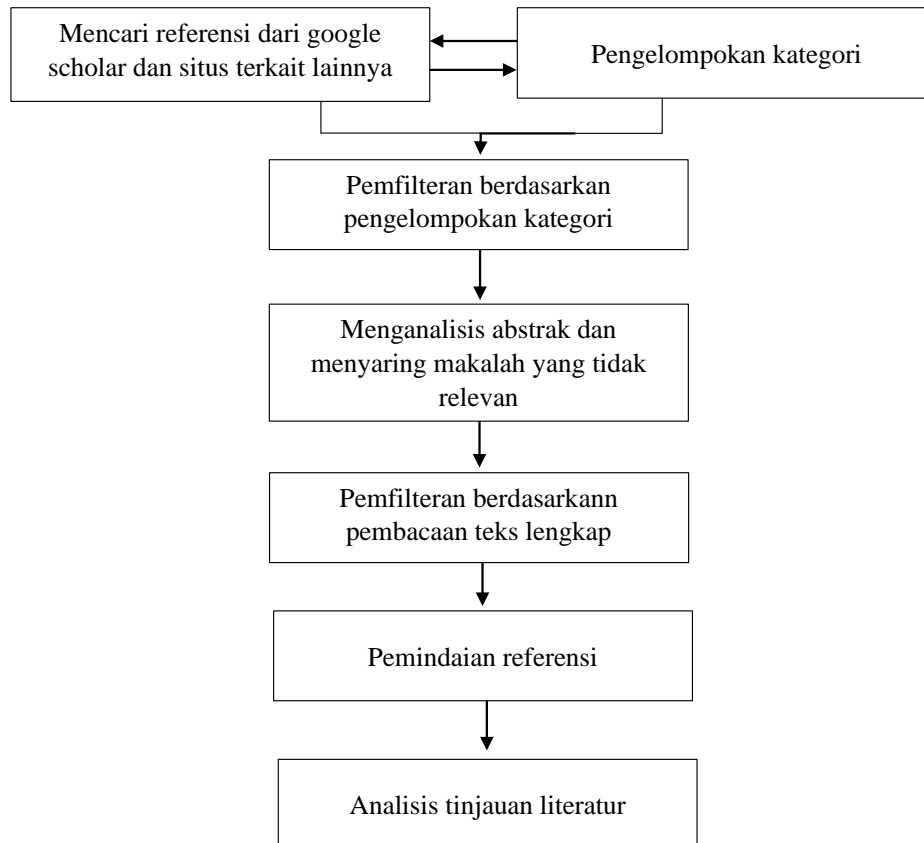 Mencari referensi dari google
scholar dan situs terkait lainnya
Pengelompokan kategori
Pemfilteran berdasarkan
pengelompokan kategori
Menganalisis abstrak dan
menyaring makalah yang tidak
relevan
Pemfilteran berdasarkann
pembacaan teks lengkap
Pemindaian referensi
Analisis tinjauan literatur